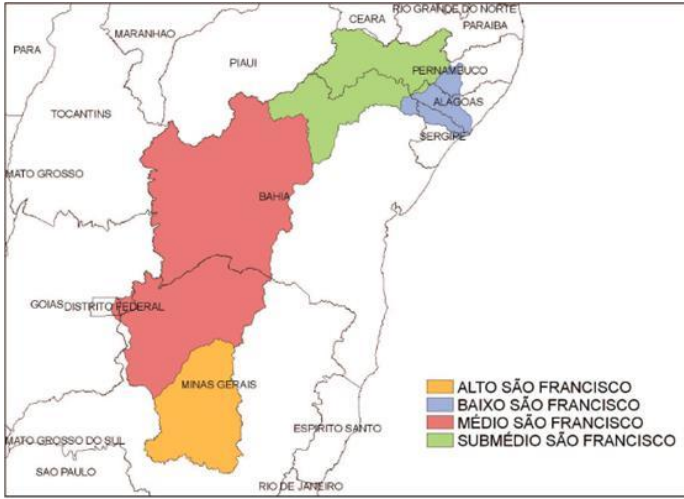 RIO GRANDE DO NORTE
CEARA
PARAIBA
MARANHAO
PARA
PIAUI
PERNAMBUCO
ALAGOAS
TOCANTINS
SERGIPE
MATO GROSSO
BAHIA
GOIAS
DISTRITO FEDERAL
MINAS GERAIS
ALTO SÃO FRANCISCO
BAIXO SÃO FRANCISCO
MÉDIO SÃO FRANCISCO
SUBMÉDIO SÃO FRANCISCO
ESPIRITO SANTO
MATO GROSSO DO SUL
SAO PAULO
RIO DE JANEIRO